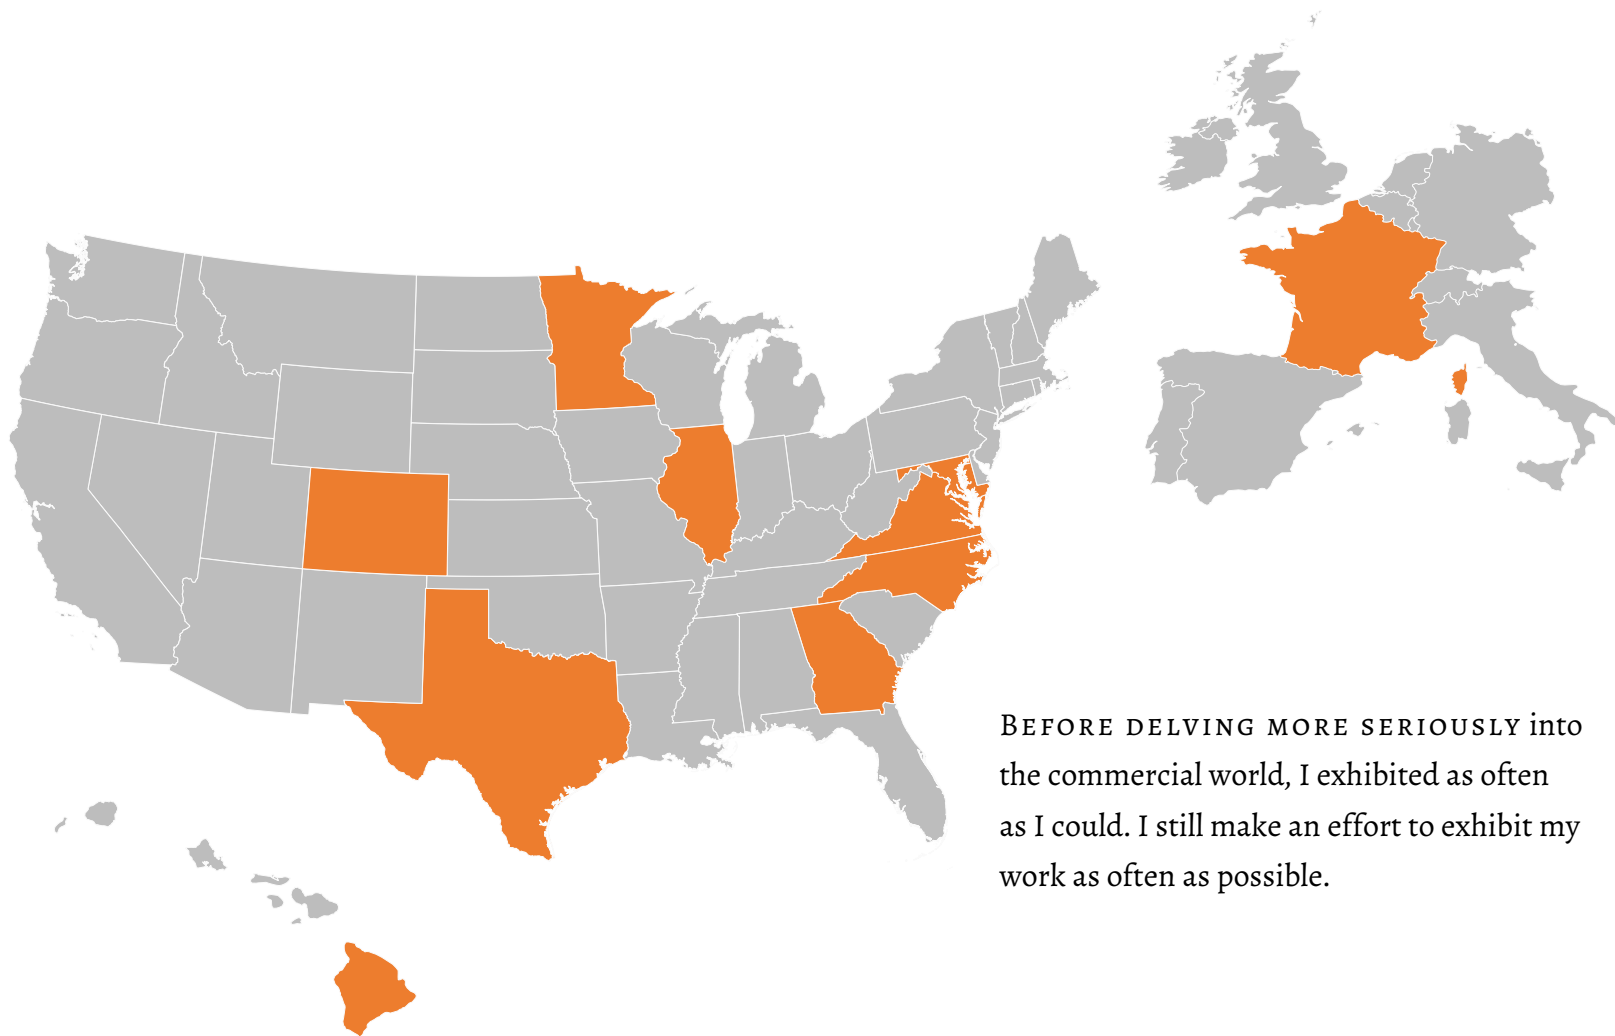 BEFORE DELVING MORE SERIOUSLY into
the commercial world, I exhibited as often
as I could. I still make an effort to exhibit my
work as often as possible.